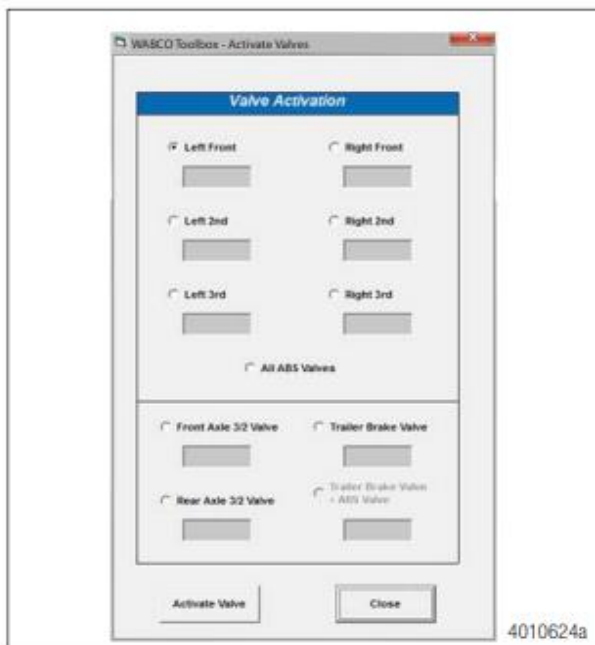 WABCO Toolbox - Activate Valves
Valve Activation
Left Front
Right Front
Left 2nd
Right 2nd
Left 3rd
Right 3rd
All ABS Valves
Front Axle 3/2 Valve
Trailer Brake Valve
Rear Axle 3/2 Valve
Trailer Brake Valve
+ ABS Valve
Activate Valve
Close
4010624a